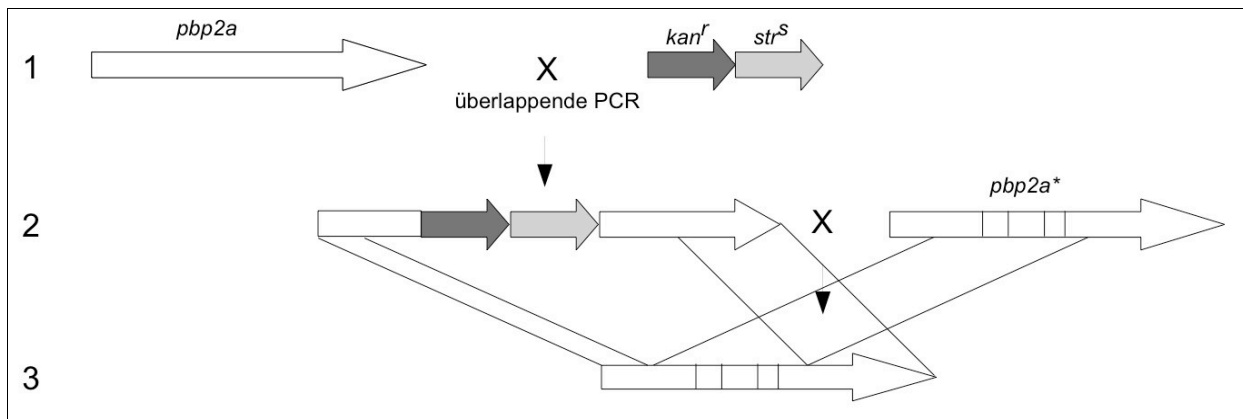 pbp2a kanʳ strˢ
1 X
überlappende PCR
pbp2a*
2 X
3